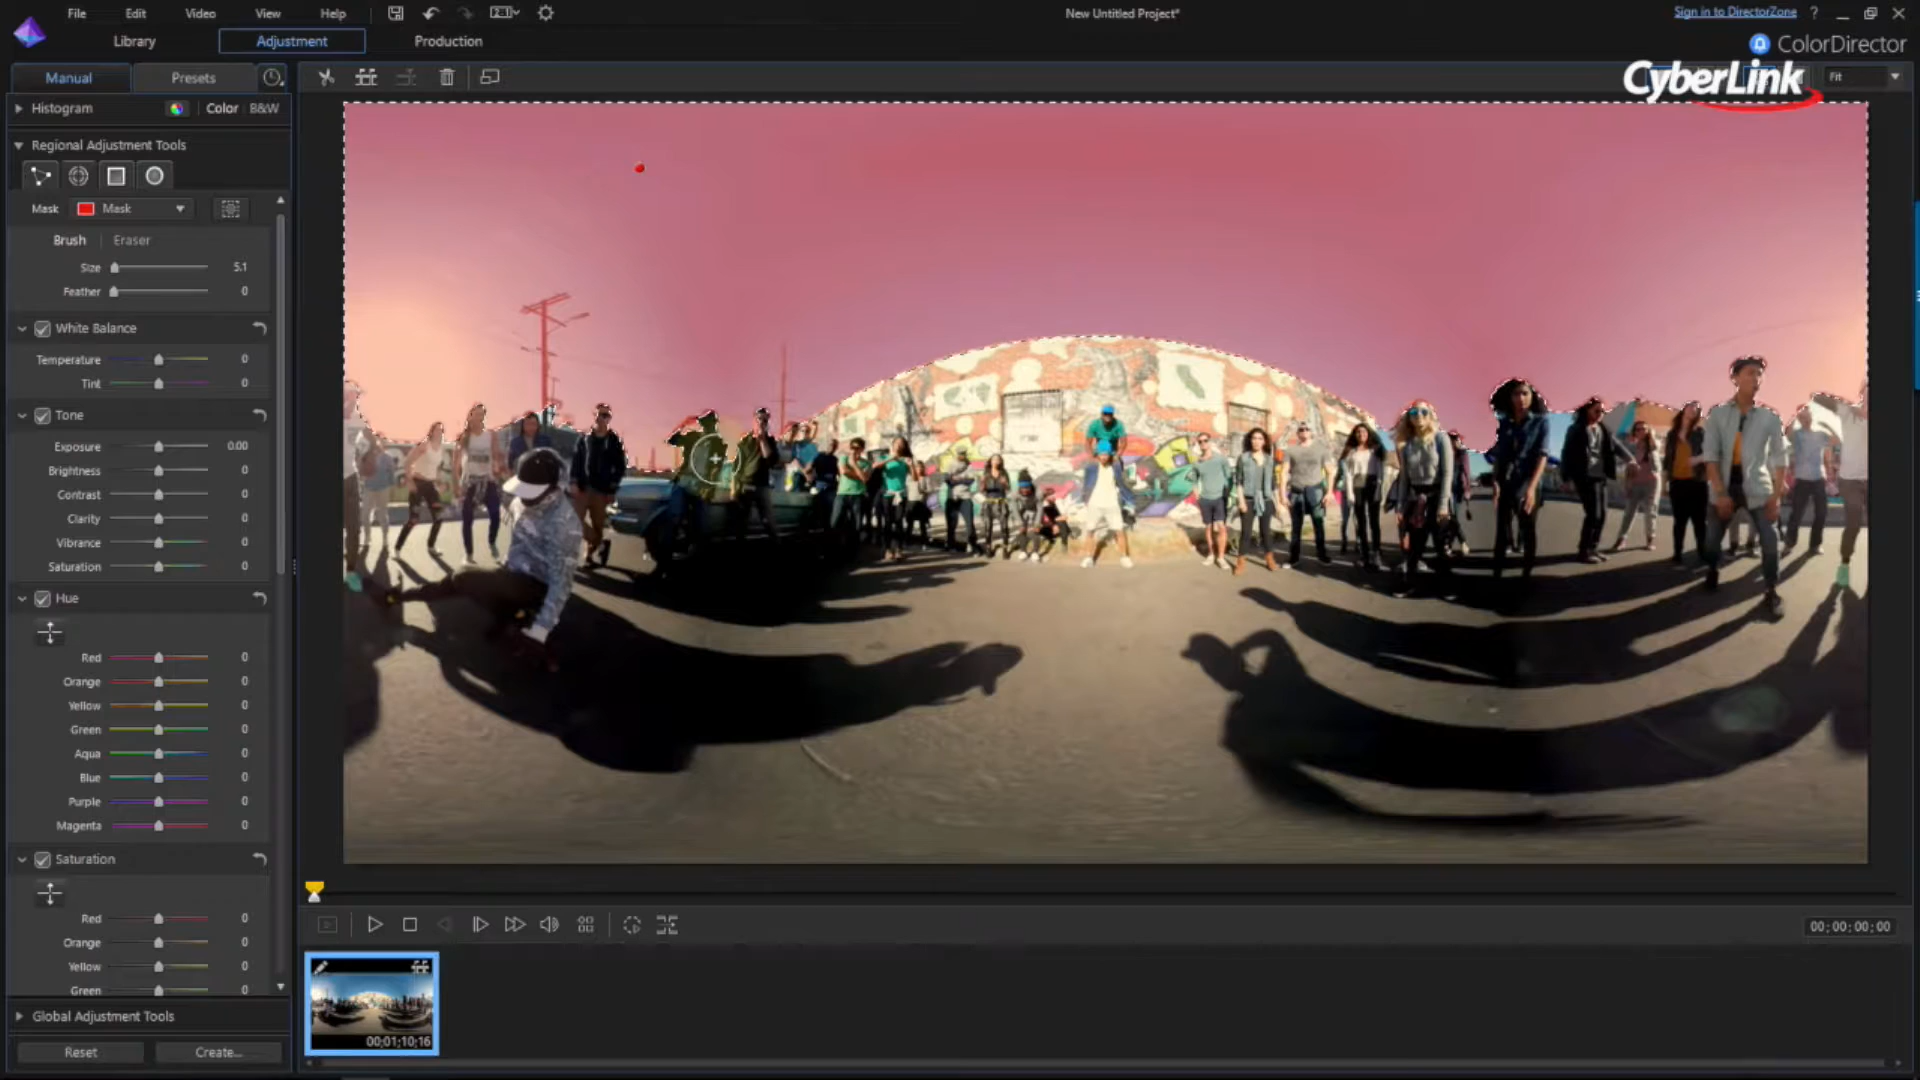 File Edit Video View Help 2:1 New Untitled Project* Sign in to DirectorZone ?
Library Adjustment Production ColorDirector
Manual Presets CyberLink Fit
Histogram Color B&W
Regional Adjustment Tools
Mask Mask
Brush Eraser
Size 5.1
Feather 0
White Balance
Temperature 0
Tint 0
Tone
Exposure 0.00
Brightness 0
Contrast 0
Clarity 0
Vibrance 0
Saturation 0
Hue
Red 0
Orange 0
Yellow 0
Green 0
Aqua 0
Blue 0
Purple 0
Magenta 0
Saturation
Red 0
Orange 0
Yellow 0
Green 0
Global Adjustment Tools
Reset Create...
00;00;00;00
00;01;10;16